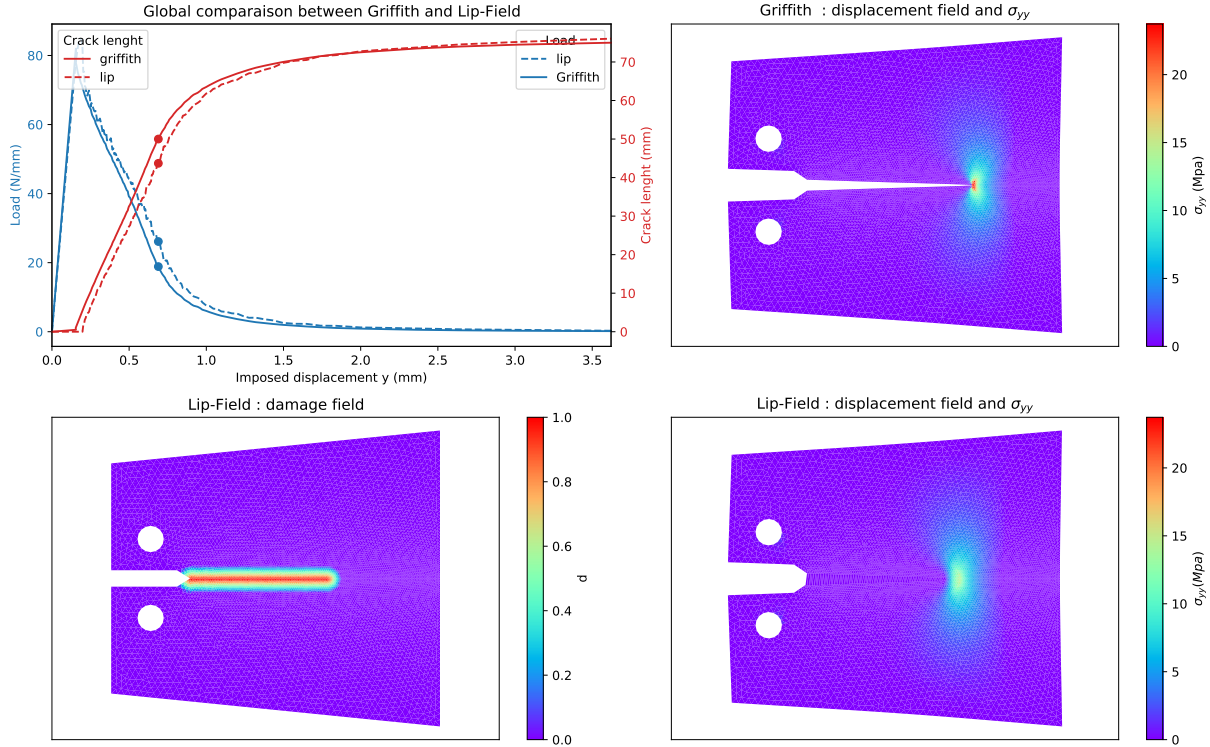 Global comparaison between Griffith and Lip-Field
Crack lenght
griffith
lip
Load
lip
Griffith
80
60
40
20
0
Load (N/mm)
70
60
50
40
30
20
10
0
Crack lenght (mm)
0.0 0.5 1.0 1.5 2.0 2.5 3.0 3.5
Imposed displacement y (mm)
Griffith : displacement field and σyy
20
15
10
5
0
σyy (Mpa)
Lip-Field : damage field
1.0
0.8
0.6
0.4
0.2
0.0
d
Lip-Field : displacement field and σyy
20
15
10
5
0
σyy(Mpa)